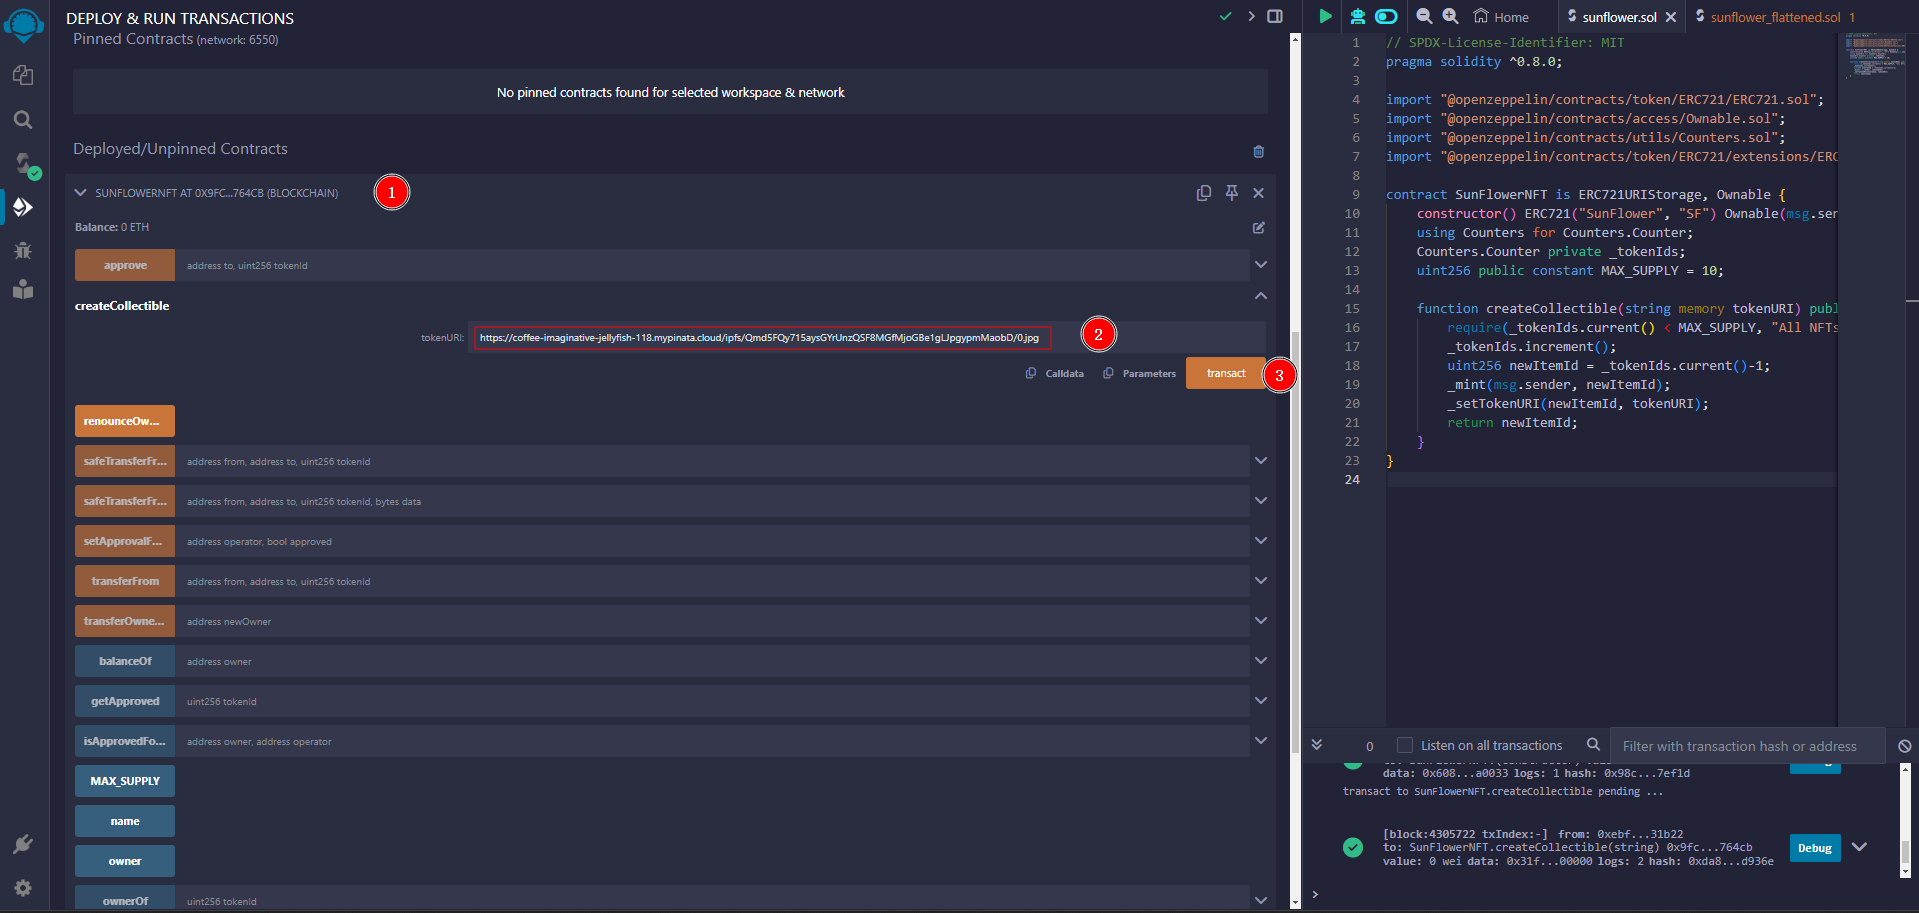 DEPLOY & RUN TRANSACTIONS
Pinned Contracts (network: 6550)
No pinned contracts found for selected workspace & network
Deployed/Unpinned Contracts
SUNFLOWERNFT AT 0X9FC...764CB (BLOCKCHAIN)
1
Balance: 0 ETH
approve address to, uint256 tokenId
createCollectible
tokenURI: https://coffee-imaginative-jellyfish-118.mypinata.cloud/ipfs/Qmd5FQy715aysGYrUnzQSF8MGfMjoGBe1gLJpgypmMaobD/0.jpg
2
Calldata Parameters transact
3
renounceOw...
safeTransferFr... address from, address to, uint256 tokenId
safeTransferFr... address from, address to, uint256 tokenId, bytes data
setApprovalF... address operator, bool approved
transferFrom address from, address to, uint256 tokenId
transferOwne... address newOwner
balanceOf address owner
getApproved uint256 tokenId
isApprovedFo... address owner, address operator
MAX_SUPPLY
name
owner
ownerOf uint256 tokenId
Home sunflower.sol sunflower_flattened.sol 1
1 // SPDX-License-Identifier: MIT
2 pragma solidity ^0.8.0;
3
4 import "@openzeppelin/contracts/token/ERC721/ERC721.sol";
5 import "@openzeppelin/contracts/access/Ownable.sol";
6 import "@openzeppelin/contracts/utils/Counters.sol";
7 import "@openzeppelin/contracts/token/ERC721/extensions/ERC
8
9 contract SunFlowerNFT is ERC721URIStorage, Ownable {
10 constructor() ERC721("SunFlower", "SF") Ownable(msg.sen
11 using Counters for Counters.Counter;
12 Counters.Counter private _tokenIds;
13 uint256 public constant MAX_SUPPLY = 10;
14
15 function createCollectible(string memory tokenURI) publ
16 require(_tokenIds.current() < MAX_SUPPLY, "All NFTs
17 _tokenIds.increment();
18 uint256 newItemId = _tokenIds.current()-1;
19 _mint(msg.sender, newItemId);
20 _setTokenURI(newItemId, tokenURI);
21 return newItemId;
22 }
23 }
24
0 Listen on all transactions Filter with transaction hash or address
data: 0x608...a0033 logs: 1 hash: 0x98c...7ef1d
transact to SunFlowerNFT.createCollectible pending ...
[block:4305722 txIndex:-] from: 0xebf...31b22
to: SunFlowerNFT.createCollectible(string) 0x9fc...764cb
value: 0 wei data: 0x31f...00000 logs: 2 hash: 0xda8...d936e
Debug
>